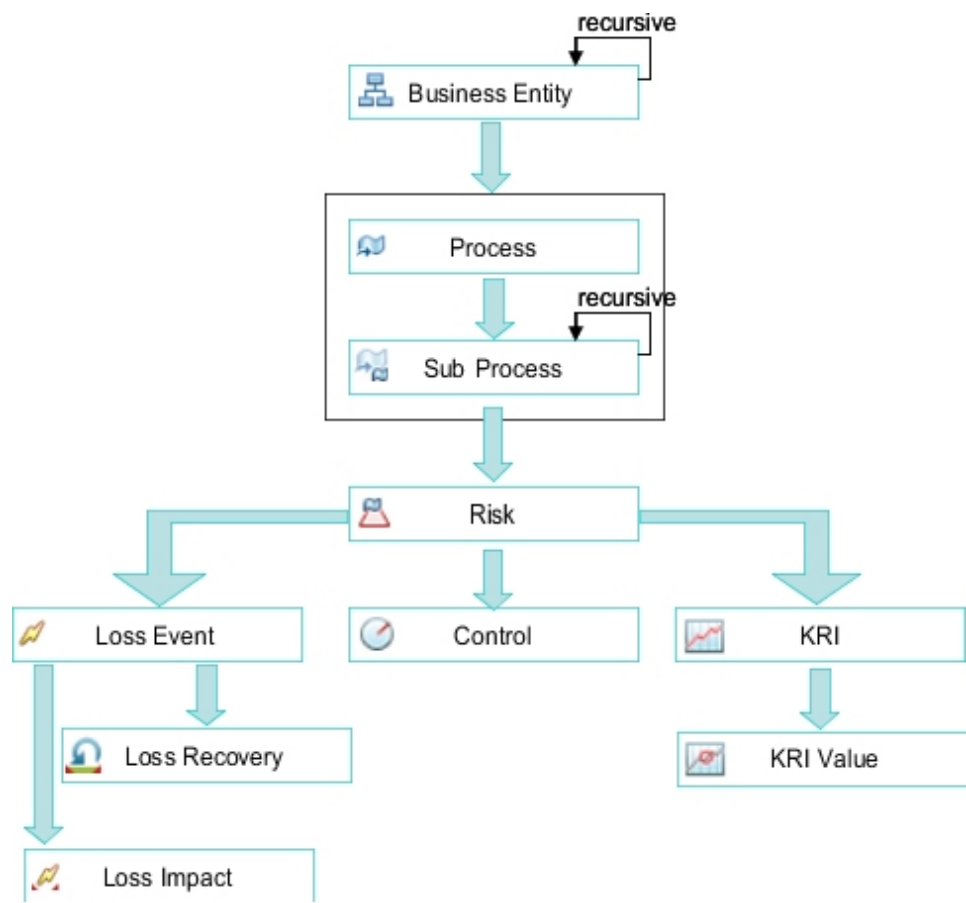 recursive
Business Entity
Process
recursive
Sub Process
Risk
Loss Event
Control
KRI
Loss Recovery
KRI Value
Loss Impact